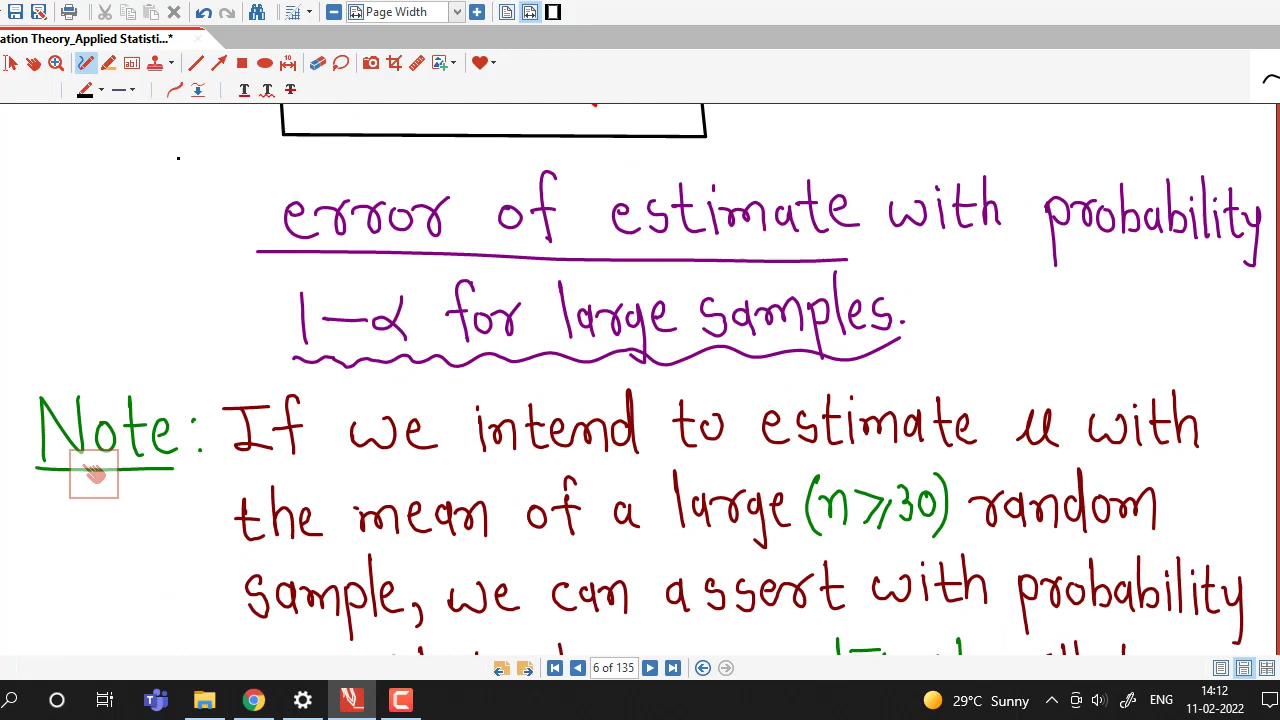 Page Width
ation Theory_Applied Statisti...*
error of estimate with probability
1-α for large samples.
Note: If we intend to estimate μ with
the mean of a large (n≥30) random
sample, we can assert with probability
6 of 135
29°C Sunny
ENG
14:12
11-02-2022